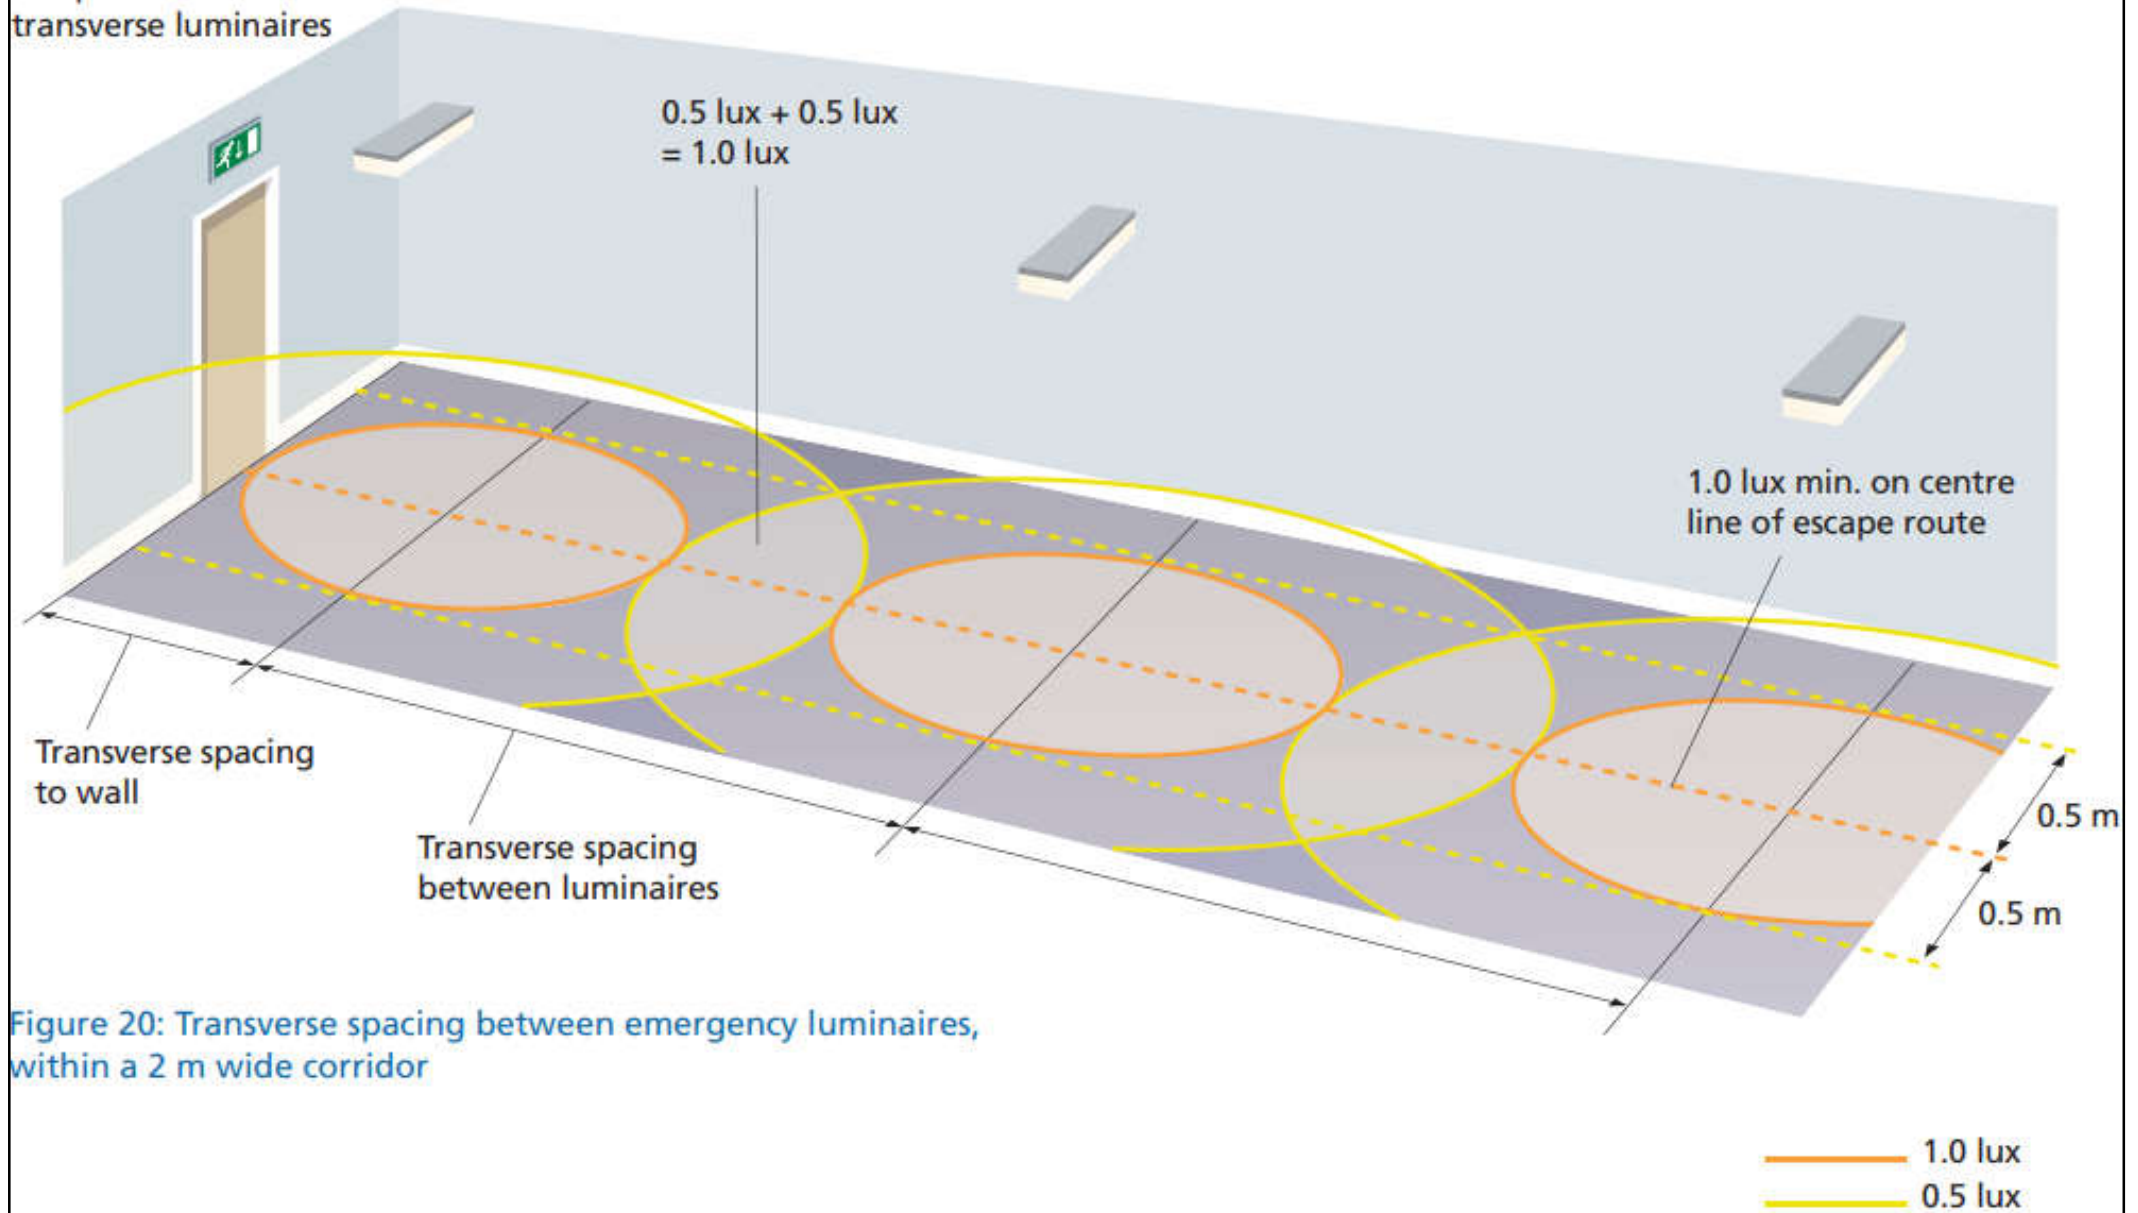 transverse luminaires
0.5 lux + 0.5 lux
= 1.0 lux
1.0 lux min. on centre
line of escape route
Transverse spacing
to wall
Transverse spacing
between luminaires
0.5 m
0.5 m
Figure 20: Transverse spacing between emergency luminaires,
within a 2 m wide corridor
1.0 lux
0.5 lux